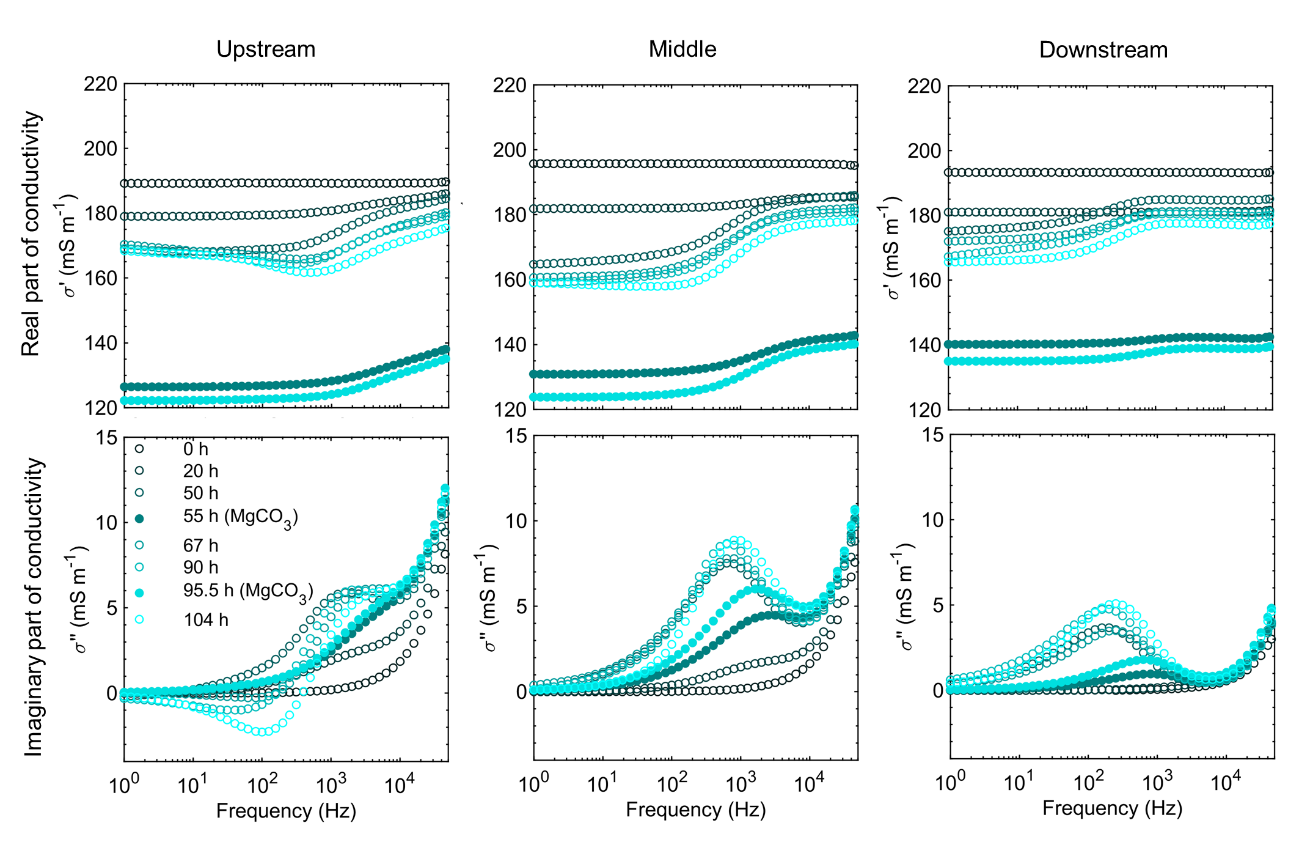 Upstream
Middle
Downstream
Real part of conductivity
σ' (mS m⁻¹)
220
200
180
160
140
120
σ' (mS m⁻¹)
220
200
180
160
140
120
σ' (mS m⁻¹)
220
200
180
160
140
120
Imaginary part of conductivity
σ" (mS m⁻¹)
15
10
5
0
0 h
20 h
50 h
55 h (MgCO₃)
67 h
90 h
95.5 h (MgCO₃)
104 h
10⁰ 10¹ 10² 10³ 10⁴
Frequency (Hz)
σ" (mS m⁻¹)
15
10
5
0
10⁰ 10¹ 10² 10³ 10⁴
Frequency (Hz)
σ" (mS m⁻¹)
15
10
5
0
10⁰ 10¹ 10² 10³ 10⁴
Frequency (Hz)